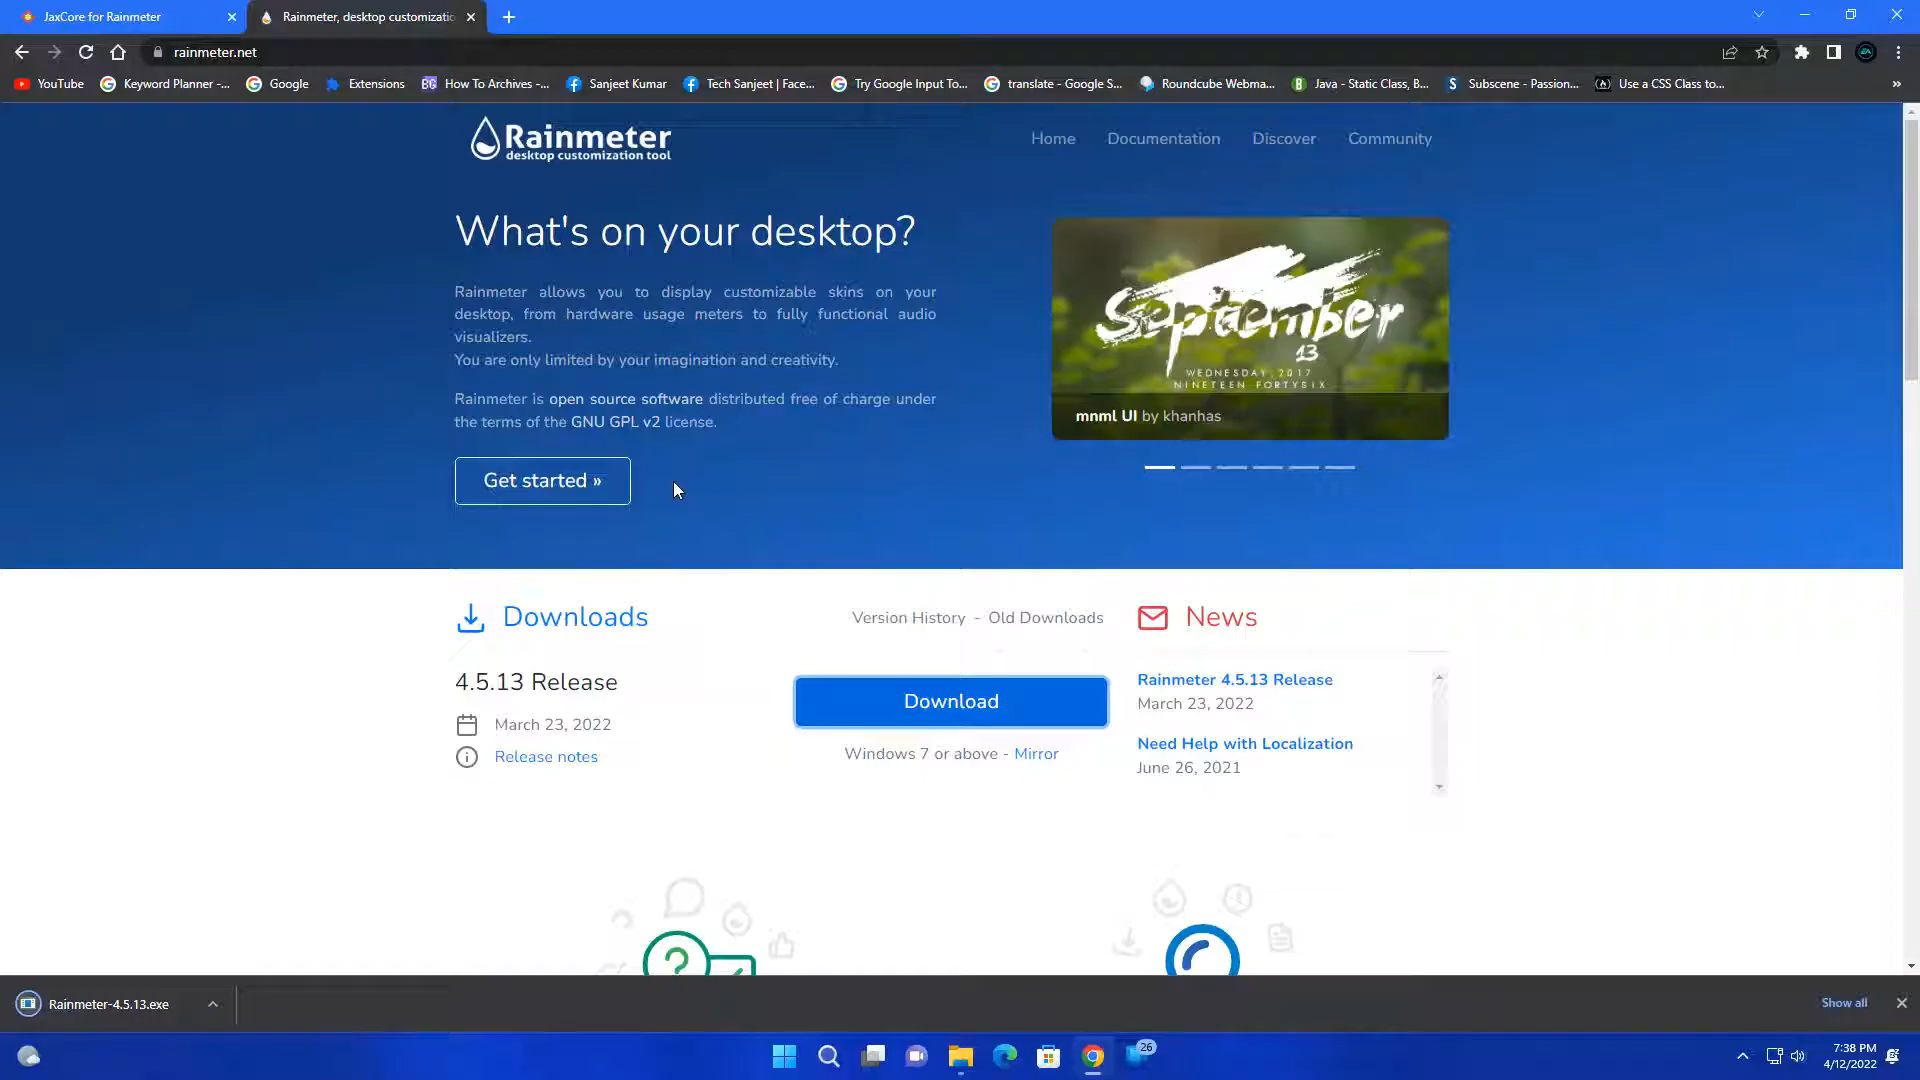 JaxCore for Rainmeter
Rainmeter, desktop customizatio
rainmeter.net
YouTube
Keyword Planner -...
Google
Extensions
How To Archives -...
Sanjeet Kumar
Tech Sanjeet | Face...
Try Google Input To...
translate - Google S...
Roundcube Webma...
Java - Static Class, B...
Subscene - Passion...
Use a CSS Class to...
»
Rainmeter
desktop customization tool
Home
Documentation
Discover
Community
What's on your desktop?
Rainmeter allows you to display customizable skins on your
desktop, from hardware usage meters to fully functional audio
visualizers.
You are only limited by your imagination and creativity.
Rainmeter is open source software distributed free of charge under
the terms of the GNU GPL v2 license.
Get started »
September
13
WEDNESDAY, 2017
NINETEEN FORTYSIX
mnml UI by khanhas
Downloads
Version History - Old Downloads
4.5.13 Release
March 23, 2022
Release notes
Download
Windows 7 or above - Mirror
News
Rainmeter 4.5.13 Release
March 23, 2022
Need Help with Localization
June 26, 2021
Rainmeter-4.5.13.exe
Show all
26
7:38 PM
4/12/2022